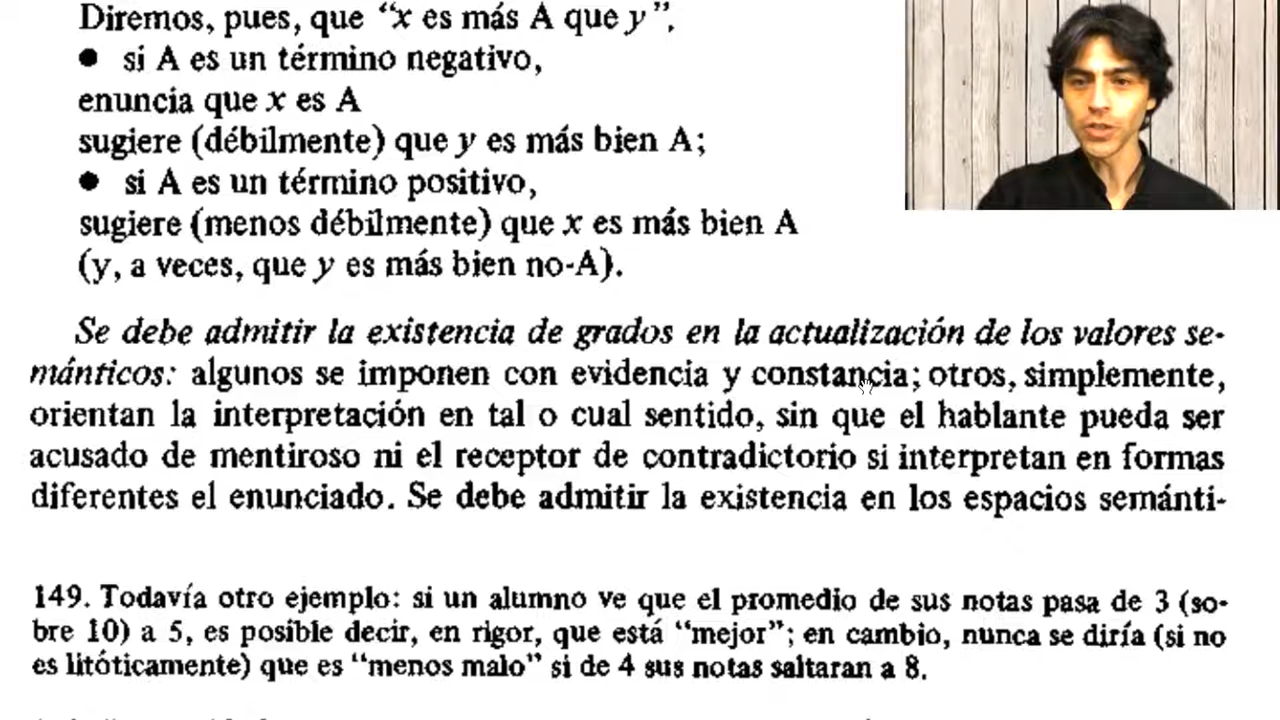 Diremos, pues, que “x es más A que y”,
● si A es un término negativo,
enuncia que x es A
sugiere (débilmente) que y es más bien A;
● si A es un término positivo,
sugiere (menos débilmente) que x es más bien A
(y, a veces, que y es más bien no-A).
Se debe admitir la existencia de grados en la actualización de los valores se-
mánticos: algunos se imponen con evidencia y constancia; otros, simplemente,
orientan la interpretación en tal o cual sentido, sin que el hablante pueda ser
acusado de mentiroso ni el receptor de contradictorio si interpretan en formas
diferentes el enunciado. Se debe admitir la existencia en los espacios semánti-
149. Todavía otro ejemplo: si un alumno ve que el promedio de sus notas pasa de 3 (so-
bre 10) a 5, es posible decir, en rigor, que está “mejor”; en cambio, nunca se diría (si no
es litóticamente) que es “menos malo” si de 4 sus notas saltaran a 8.